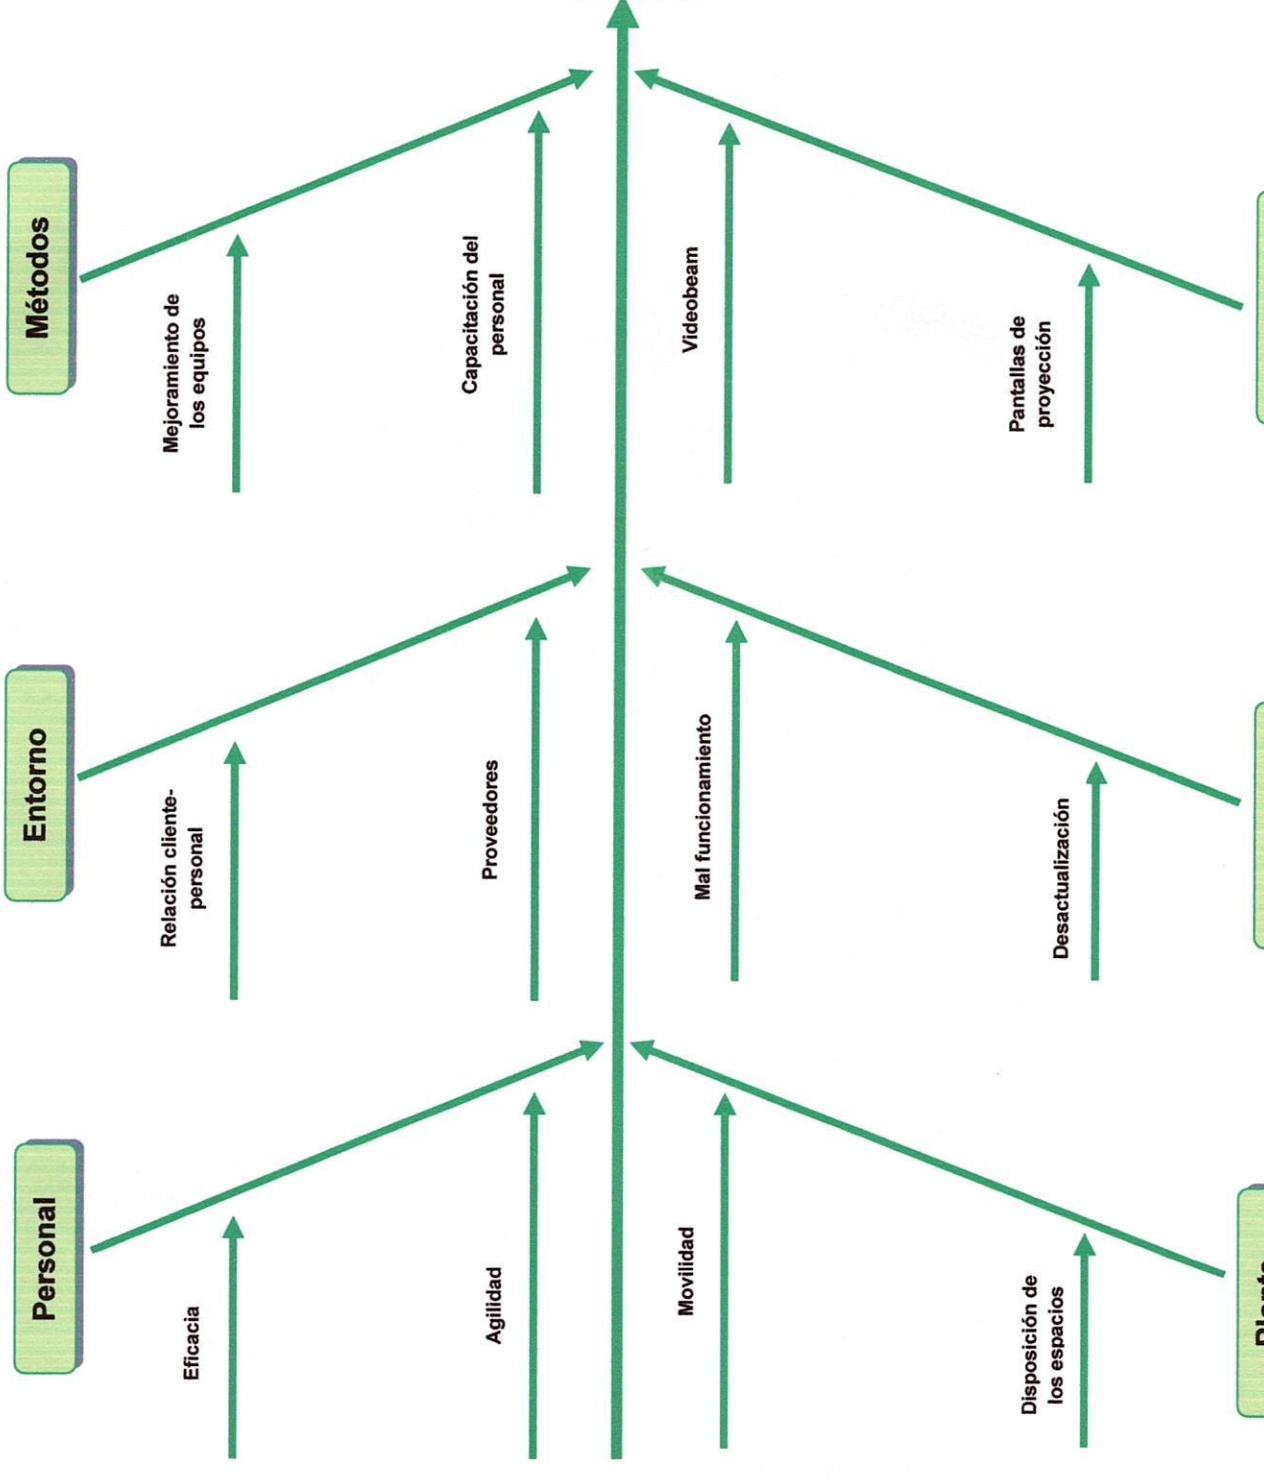 Personal
Entorno
Métodos
Eficacia
Relación cliente-
personal
Mejoramiento de
los equipos
Agilidad
Proveedores
Capacitación del
personal
Movilidad
Mal funcionamiento
Videobeam
Disposición de
los espacios
Desactualización
Pantallas de
proyección